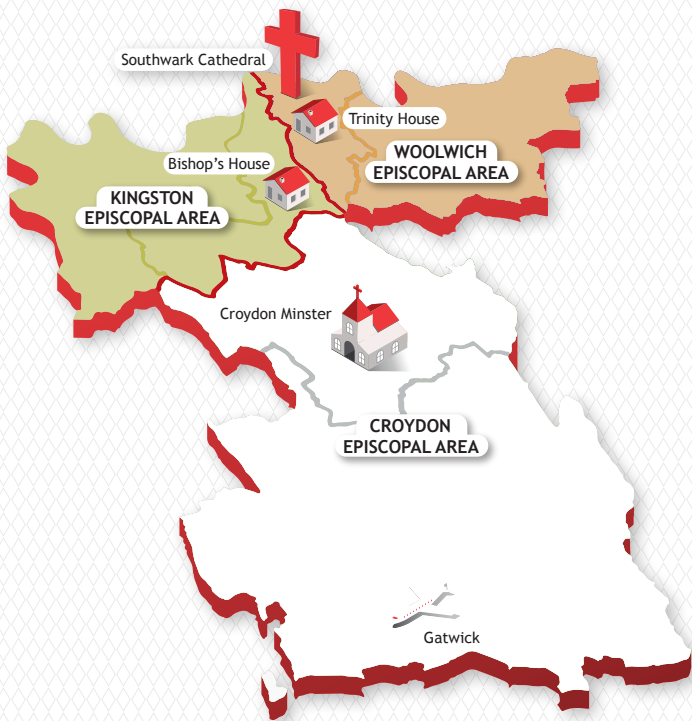 Southwark Cathedral
Trinity House
WOOLWICH
EPISCOPAL AREA
Bishop's House
KINGSTON
EPISCOPAL AREA
Croydon Minster
CROYDON
EPISCOPAL AREA
Gatwick